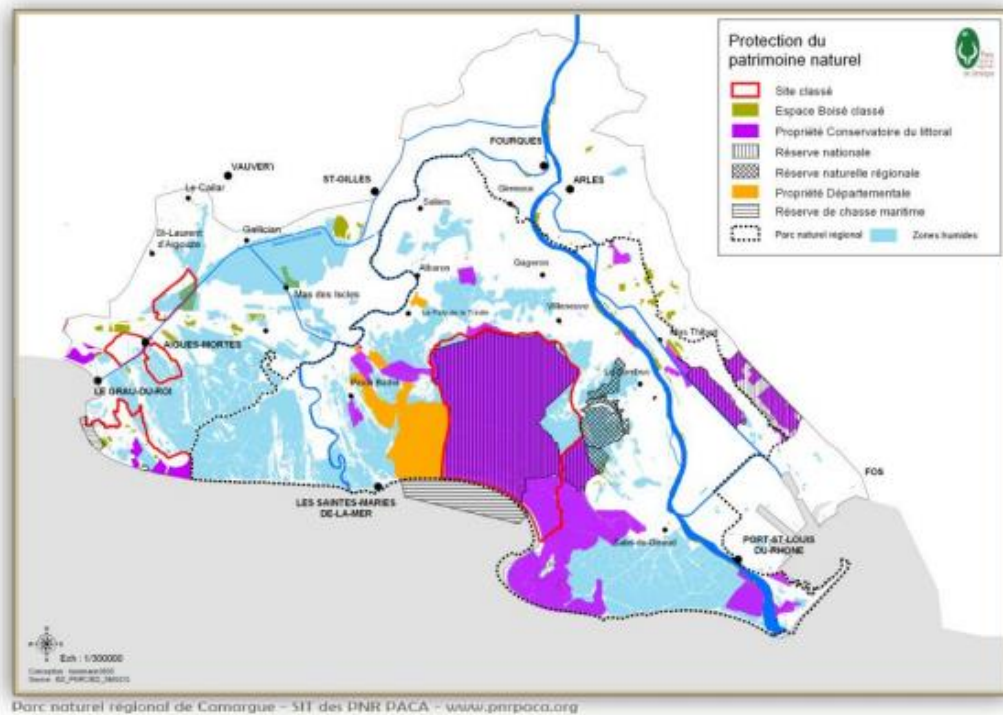 Protection du
patrimoine naturel
Site classé
Espace Boisé classé
Propriété Conservatoire du littoral
Réserve nationale
Réserve naturelle régionale
Propriété Départementale
Réserve de chasse maritime
Parc naturel régional
Zones humides
FOURQUES
VAUVERT
ST-GILLES
ARLES
Le Cailar
Saliers
Gimeaux
St-Laurent
d'Aigouze
Gallician
Albaron
Gageron
Mas des Iscles
Villeneuve
Mas Thibert
AIGUES-MORTES
LE GRAU-DU-ROI
FOS
LES SAINTES-MARIES
DE-LA-MER
PORT-ST-LOUIS
DU-RHONE
Ech : 1/300000
Parc naturel régional de Camargue - SIT des PNR PACA - www.pnrpaca.org